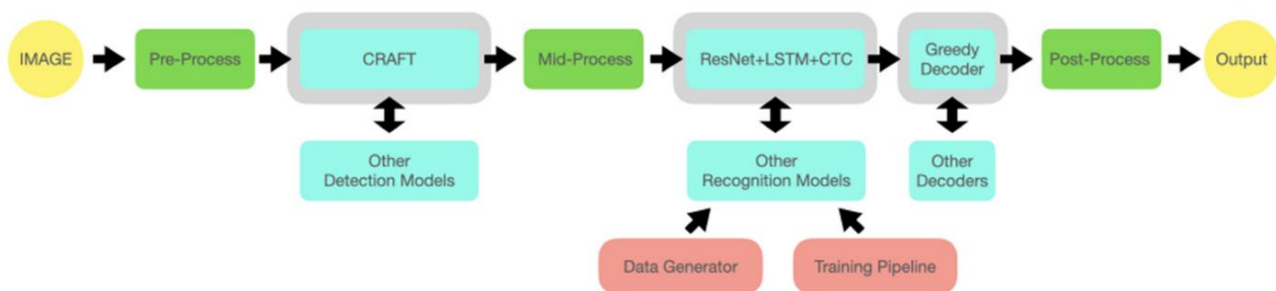 IMAGE
Pre-Process
CRAFT
Mid-Process
ResNet+LSTM+CTC
Greedy
Decoder
Post-Process
Output
Other
Detection Models
Other
Recognition Models
Other
Decoders
Data Generator
Training Pipeline